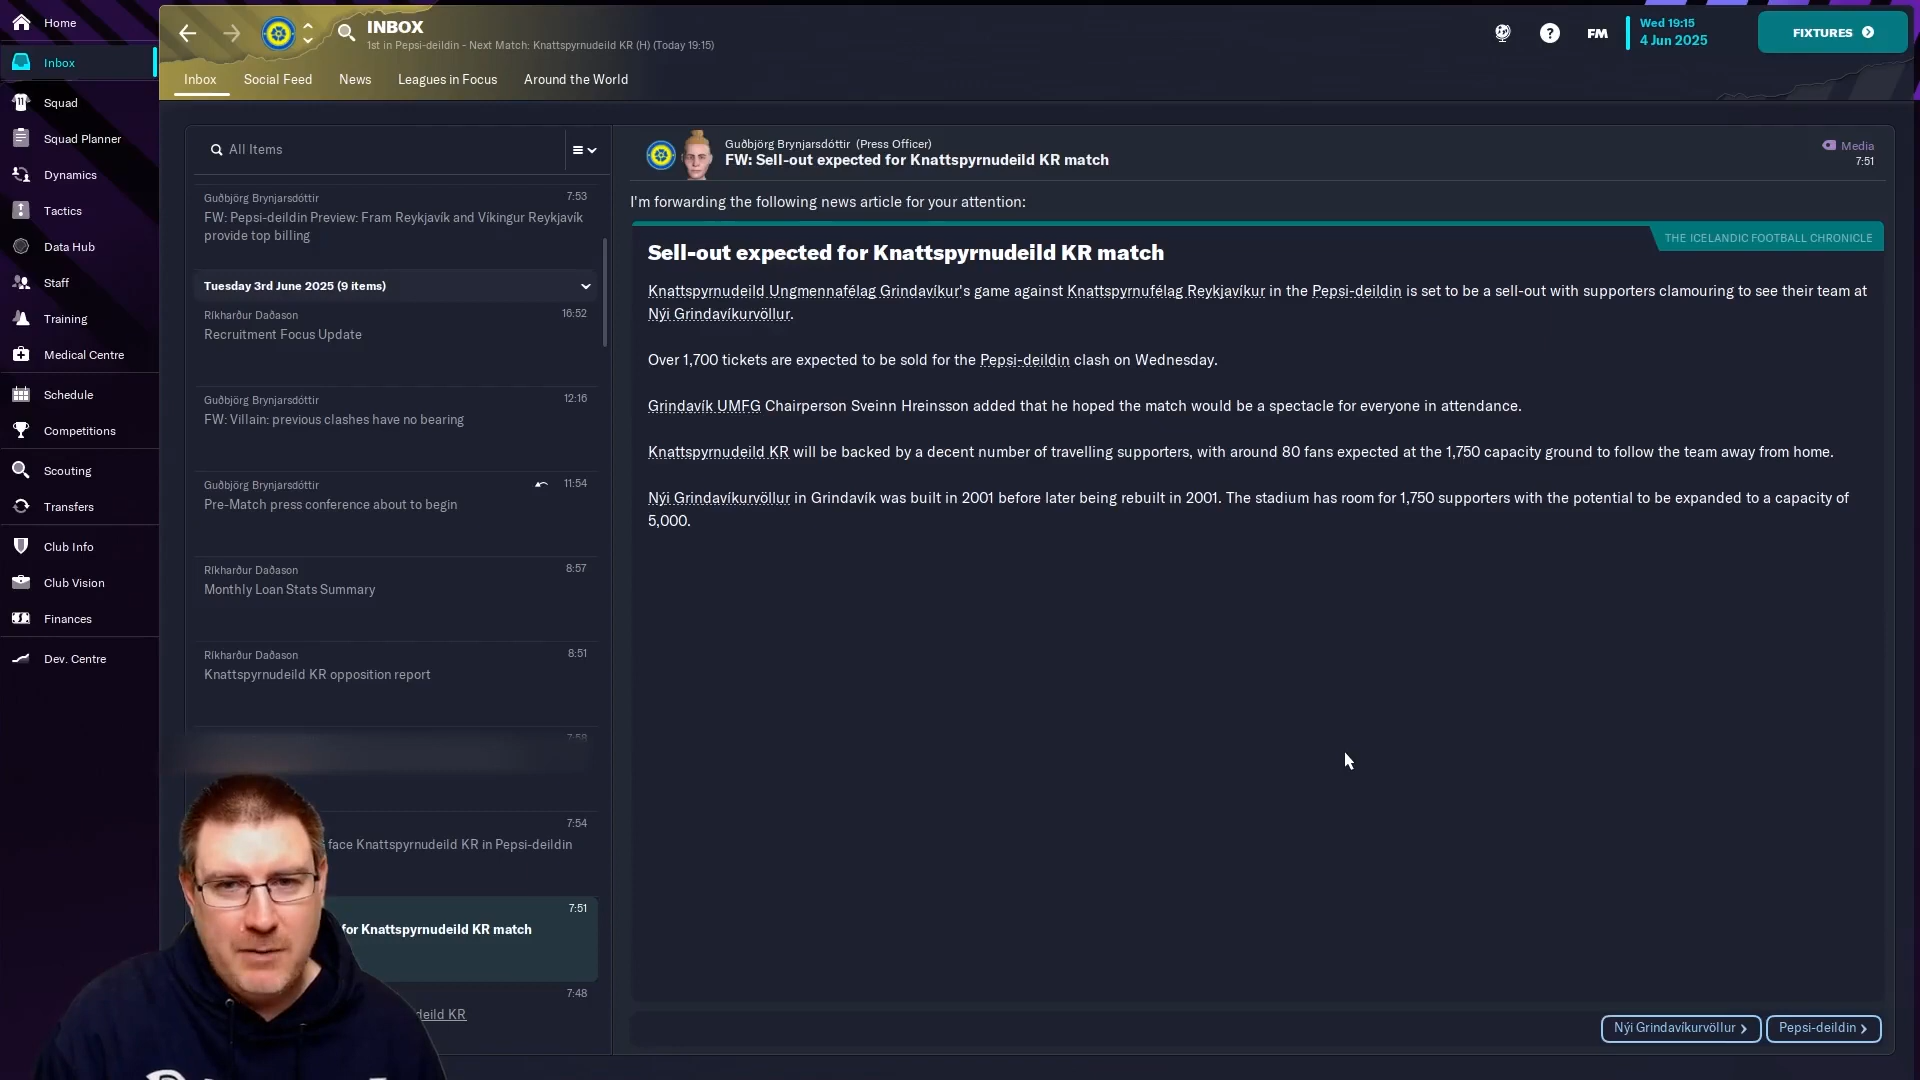 Home
Inbox
Squad
Squad Planner
Dynamics
Tactics
Data Hub
Staff
Training
Medical Centre
Schedule
Competitions
Scouting
Transfers
Club Info
Club Vision
Finances
Dev. Centre
INBOX
1st in Pepsi-deildin - Next Match: Knattspyrnudeild KR (H) (Today 19:15)
FM
Wed 19:15
4 Jun 2025
FIXTURES
Inbox
Social Feed
News
Leagues in Focus
Around the World
All Items
Guðbjörg Brynjarsdóttir 7:53
FW: Pepsi-deildin Preview: Fram Reykjavík and Víkingur Reykjavík
provide top billing
Tuesday 3rd June 2025 (9 items)
Ríkharður Daðason 16:52
Recruitment Focus Update
Guðbjörg Brynjarsdóttir 12:16
FW: Villain: previous clashes have no bearing
Guðbjörg Brynjarsdóttir 11:54
Pre-Match press conference about to begin
Ríkharður Daðason 8:57
Monthly Loan Stats Summary
Ríkharður Daðason 8:51
Knattspyrnudeild KR opposition report
7:54
face Knattspyrnudeild KR in Pepsi-deildin
7:51
for Knattspyrnudeild KR match
7:48
deild KR
Guðbjörg Brynjarsdóttir (Press Officer)
FW: Sell-out expected for Knattspyrnudeild KR match
Media
7:51
I'm forwarding the following news article for your attention:
THE ICELANDIC FOOTBALL CHRONICLE
Sell-out expected for Knattspyrnudeild KR match
Knattspyrnudeild Ungmennafélag Grindavíkur's game against Knattspyrnufélag Reykjavíkur in the Pepsi-deildin is set to be a sell-out with supporters clamouring to see their team at
Nýi Grindavíkurvöllur.
Over 1,700 tickets are expected to be sold for the Pepsi-deildin clash on Wednesday.
Grindavík UMFG Chairperson Sveinn Hreinsson added that he hoped the match would be a spectacle for everyone in attendance.
Knattspyrnudeild KR will be backed by a decent number of travelling supporters, with around 80 fans expected at the 1,750 capacity ground to follow the team away from home.
Nýi Grindavíkurvöllur in Grindavík was built in 2001 before later being rebuilt in 2001. The stadium has room for 1,750 supporters with the potential to be expanded to a capacity of
5,000.
Nýi Grindavíkurvöllur
Pepsi-deildin